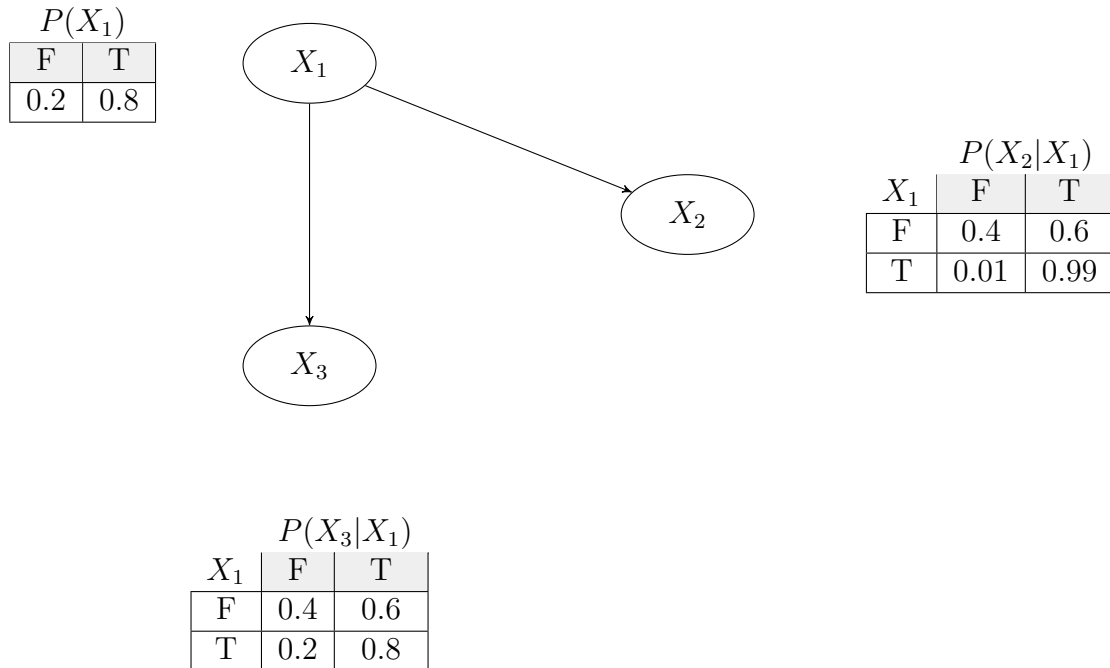 P(X₁)
F T
0.2 0.8
X₁
X₂
P(X₂|X₁)
X₁ F T
F 0.4 0.6
T 0.01 0.99
X₃
P(X₃|X₁)
X₁ F T
F 0.4 0.6
T 0.2 0.8